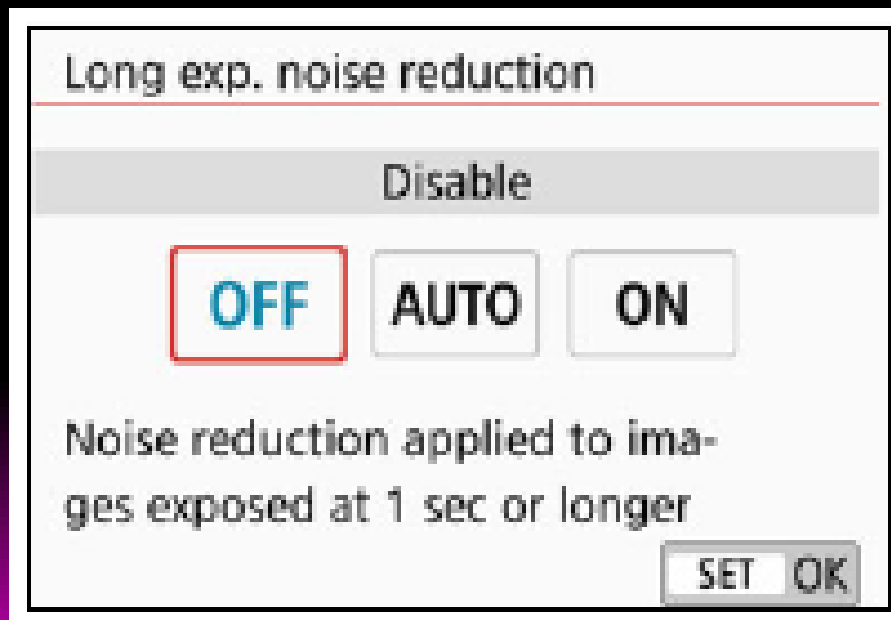 Long exp. noise reduction
Disable
OFF AUTO ON
Noise reduction applied to ima-
ges exposed at 1 sec or longer
SET OK